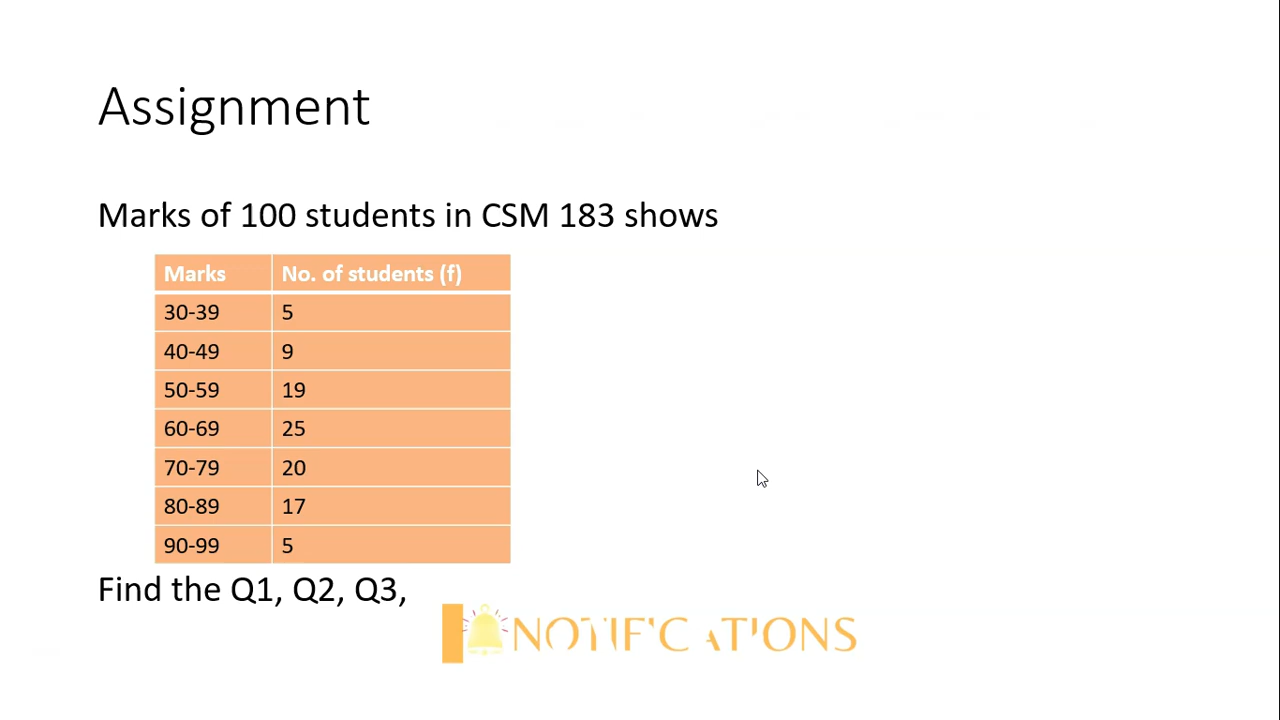 Assignment
Marks of 100 students in CSM 183 shows
Marks No. of students (f)
30-39 5
40-49 9
50-59 19
60-69 25
70-79 20
80-89 17
90-99 5
Find the Q1, Q2, Q3,
NOTIFICATIONS